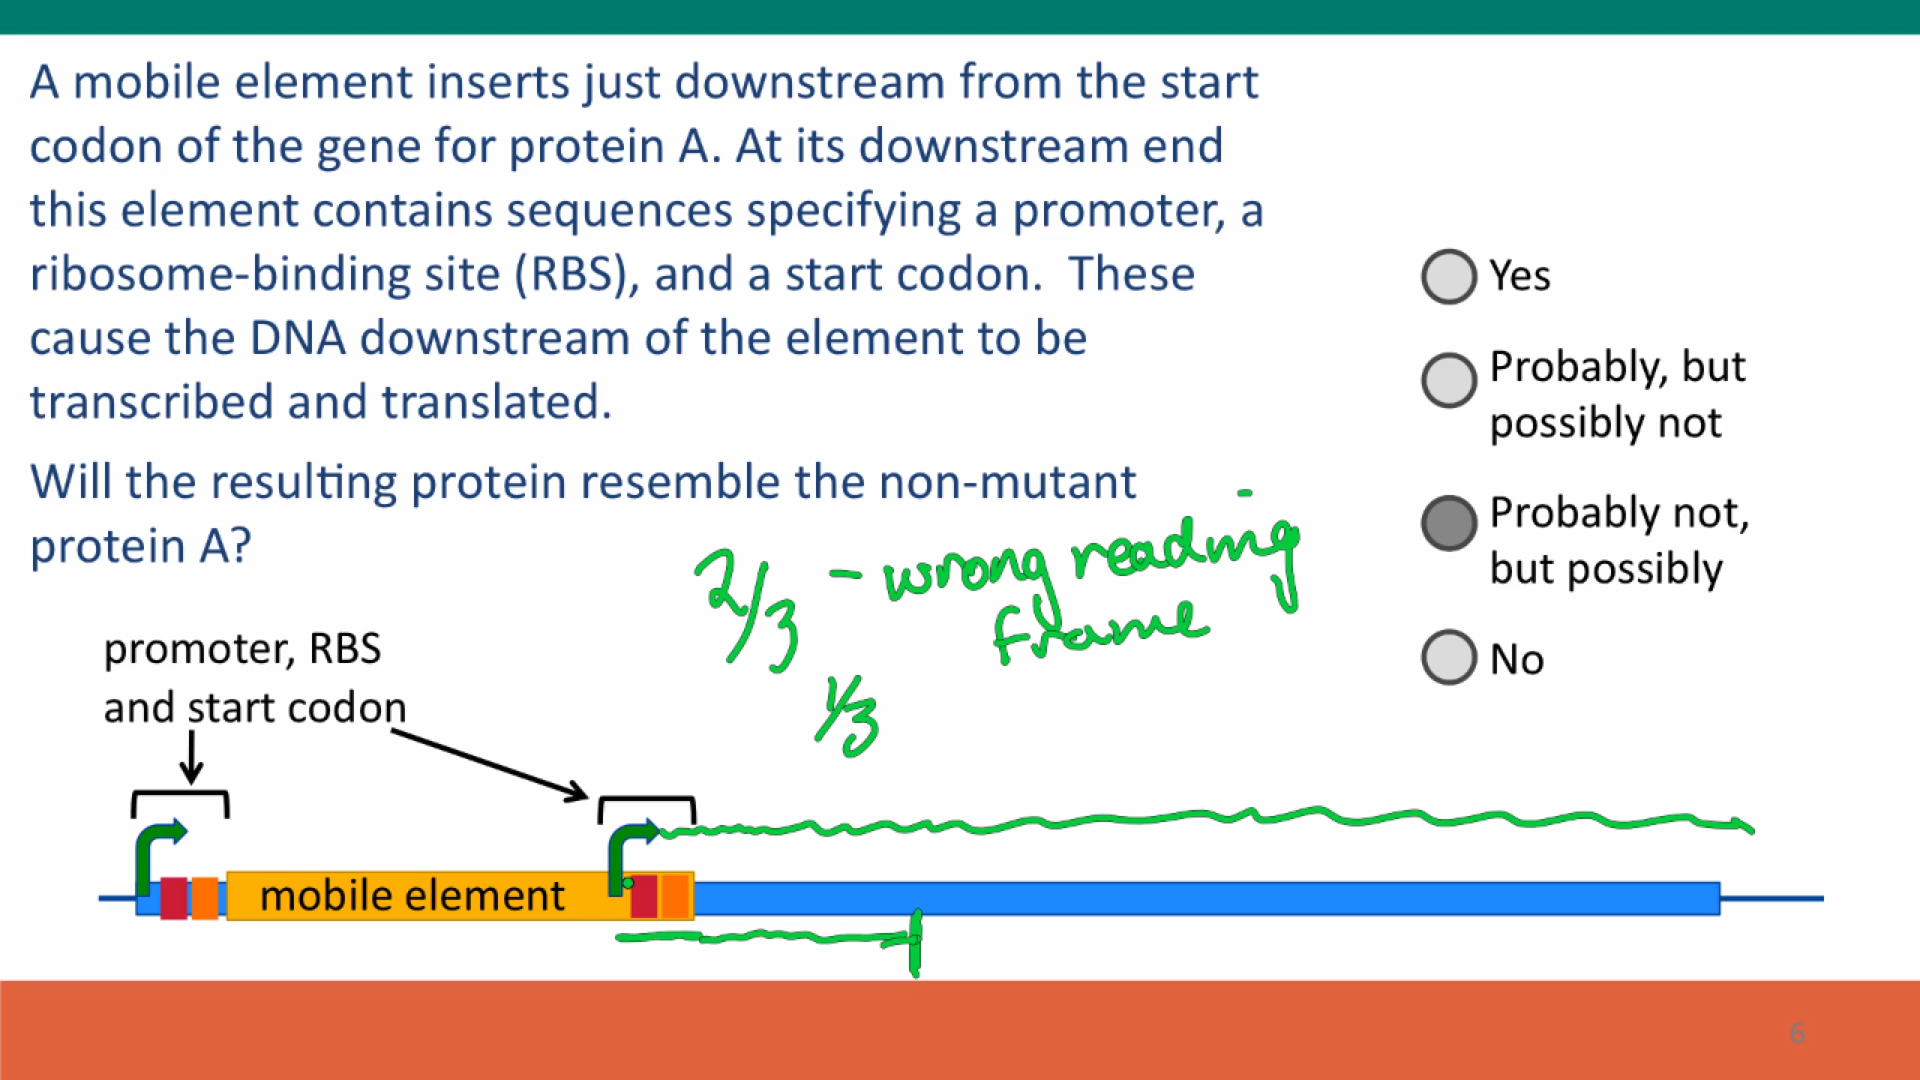 A mobile element inserts just downstream from the start
codon of the gene for protein A. At its downstream end
this element contains sequences specifying a promoter, a
ribosome-binding site (RBS), and a start codon.  These
cause the DNA downstream of the element to be
transcribed and translated.
Will the resulting protein resemble the non-mutant
protein A?
Yes
Probably, but
possibly not
Probably not,
but possibly
No
2/3 - wrong reading
frame
1/3
promoter, RBS
and start codon
mobile element
6